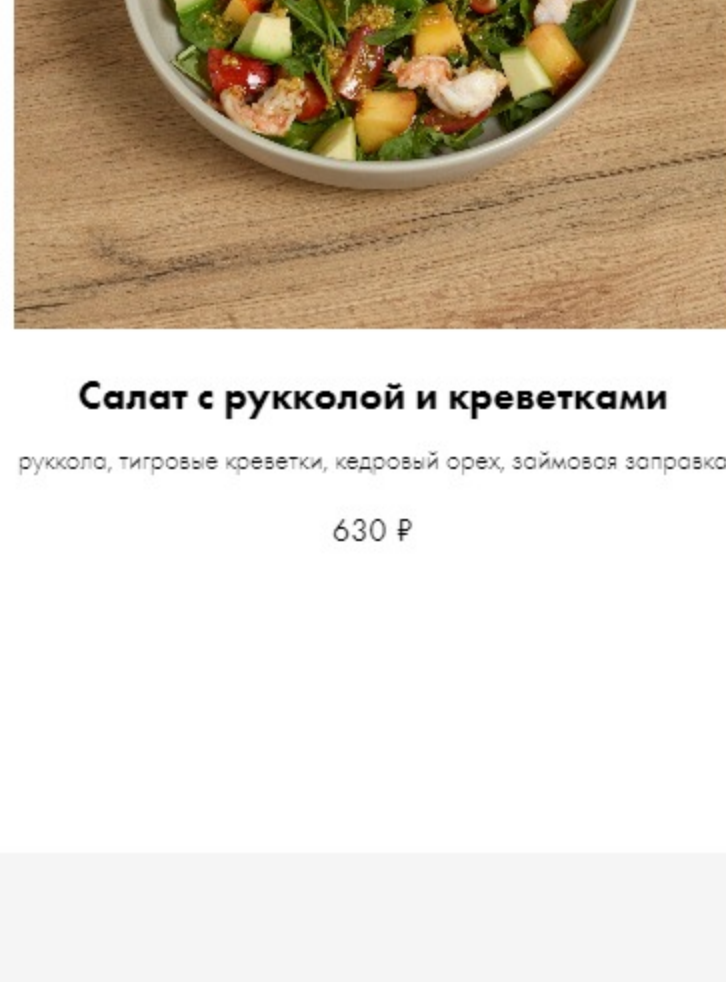 Салат с рукколой и креветками
руккола, тигровые креветки, кедровый орех, займовая заправка
630 ₽